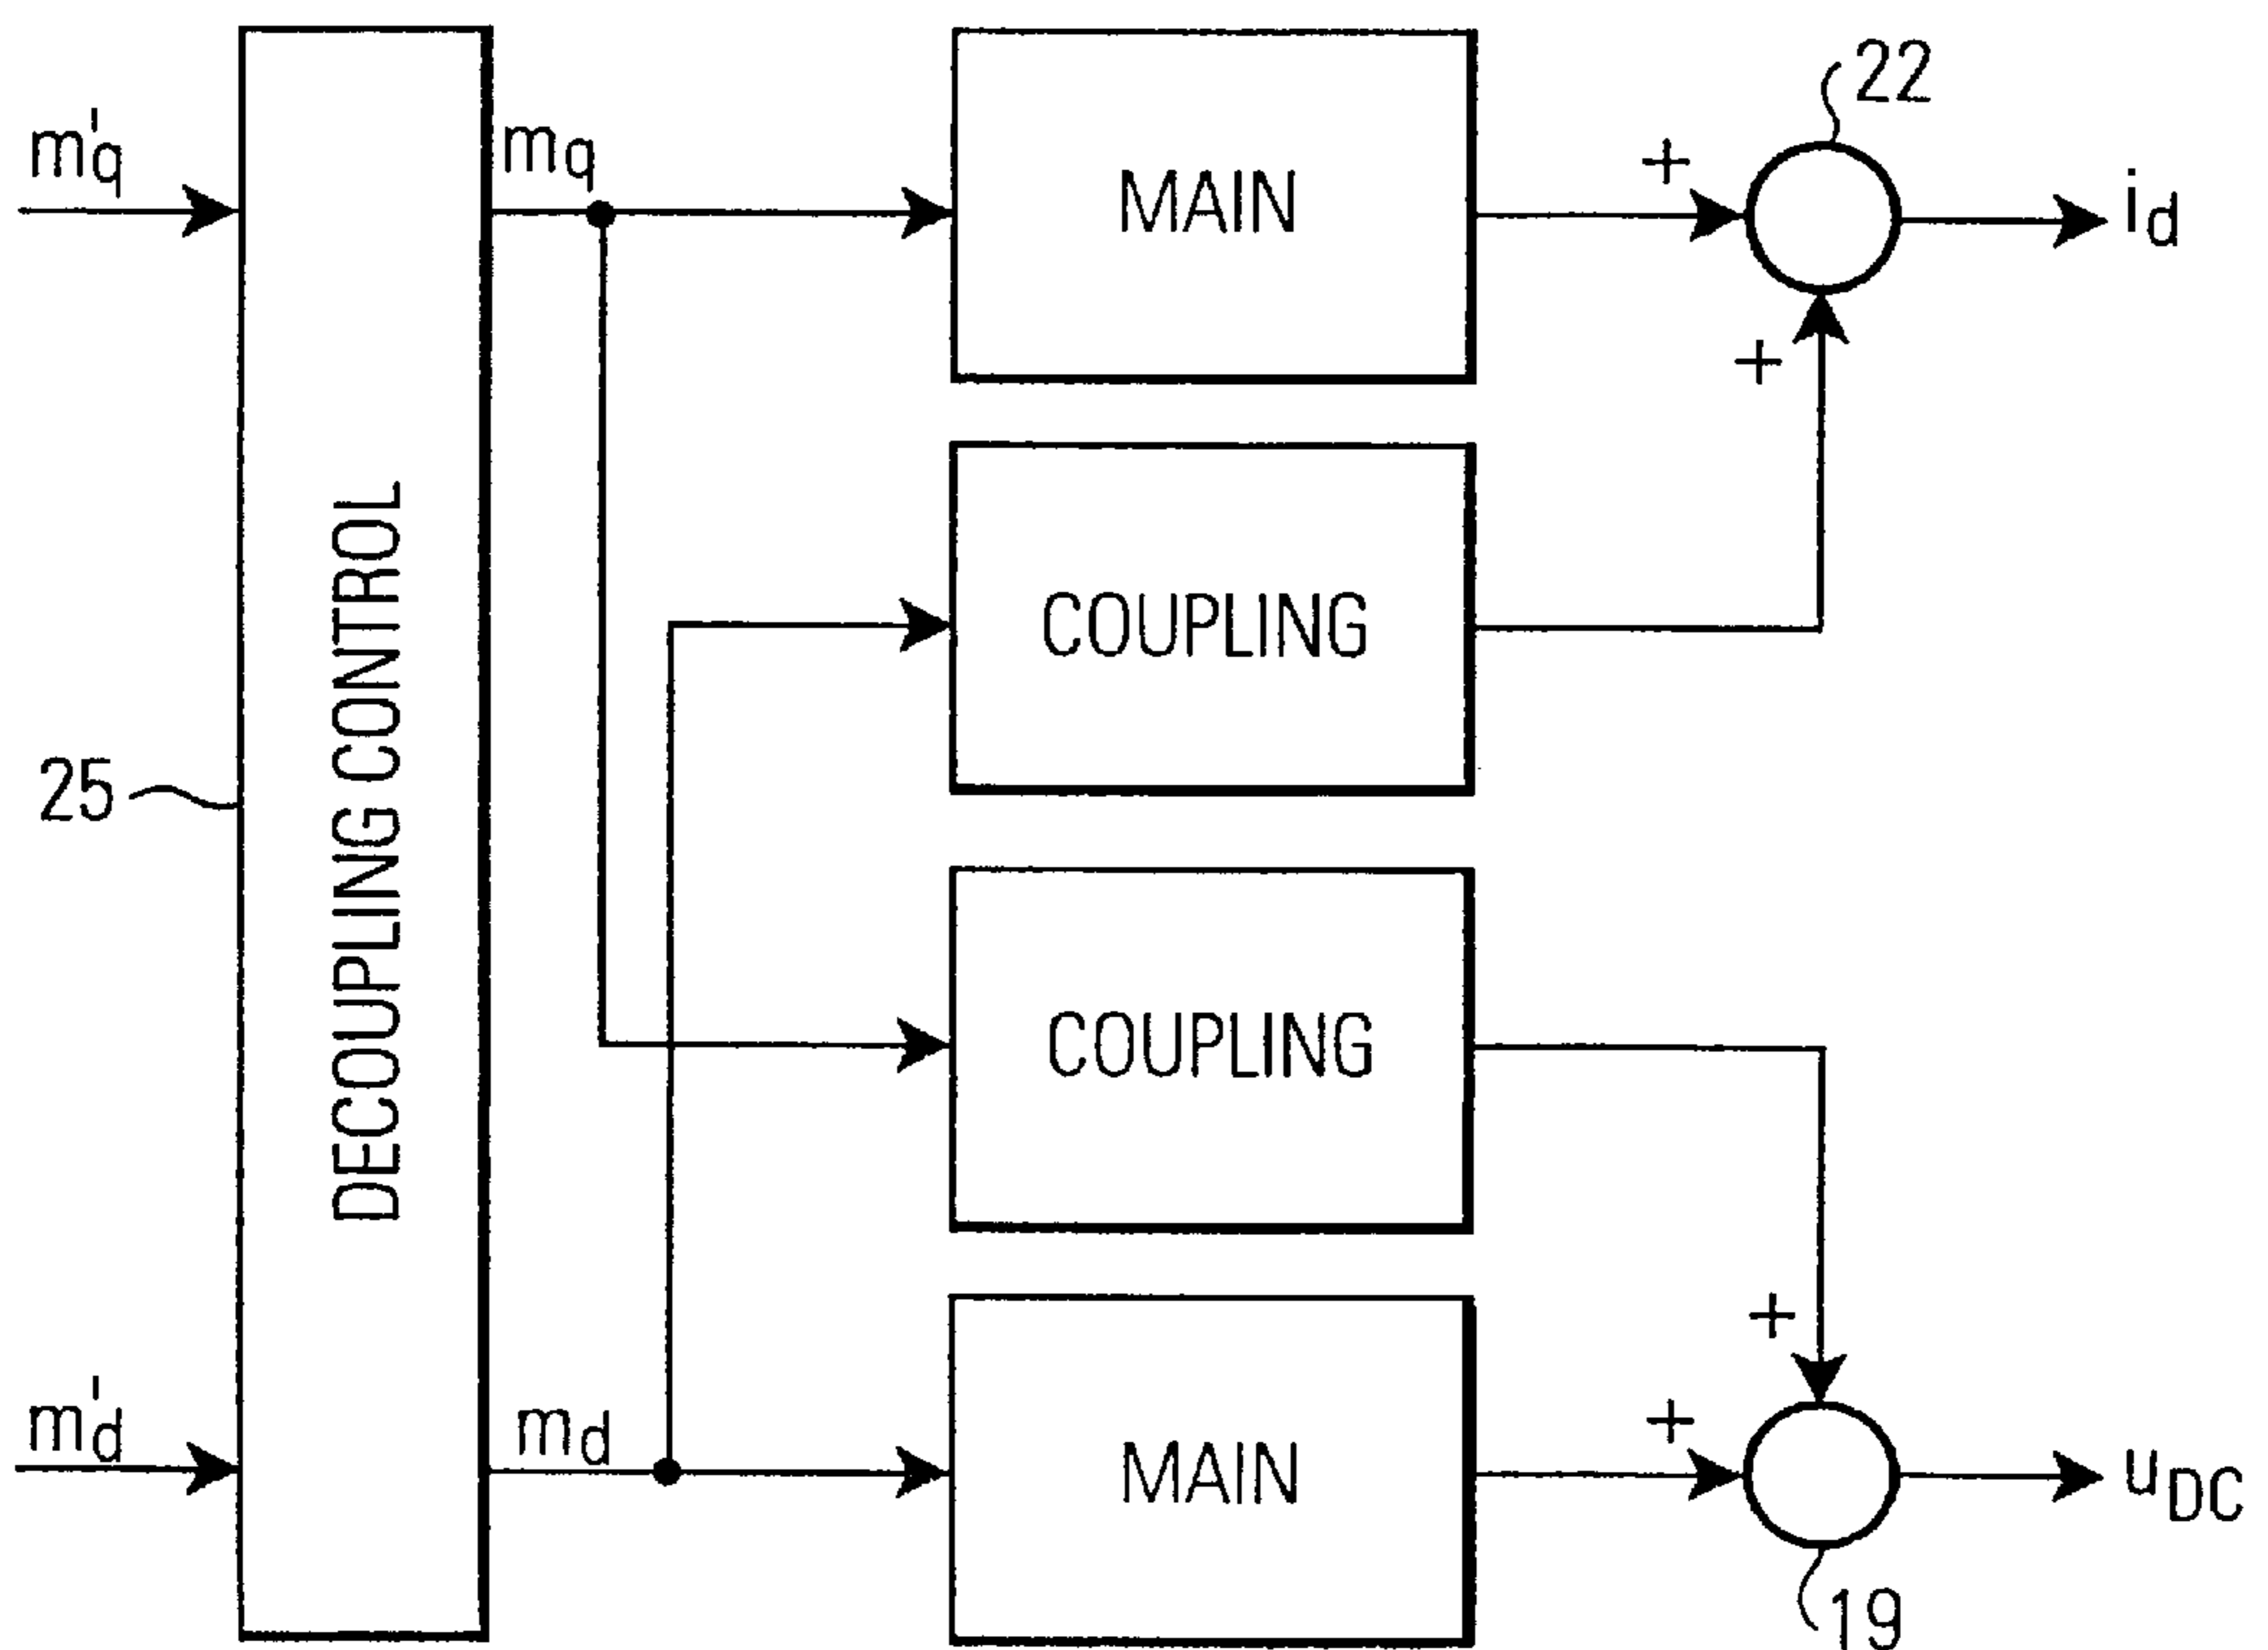 22
m'q
mq
MAIN
+
id
+
COUPLING
DECOUPLING CONTROL
25
COUPLING
+
m'd
md
MAIN
+
uDC
19